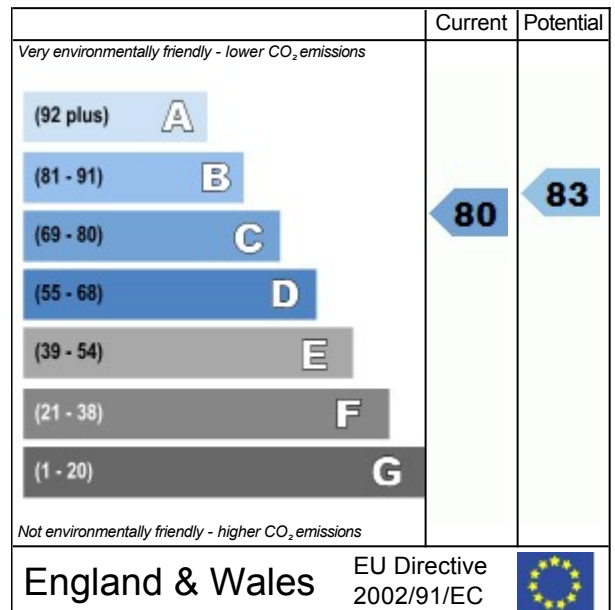 Current Potential
Very environmentally friendly - lower CO₂ emissions
(92 plus) A
(81 - 91) B
83
(69 - 80) C
80
(55 - 68) D
(39 - 54) E
(21 - 38) F
(1 - 20) G
Not environmentally friendly - higher CO₂ emissions
England & Wales
EU Directive
2002/91/EC